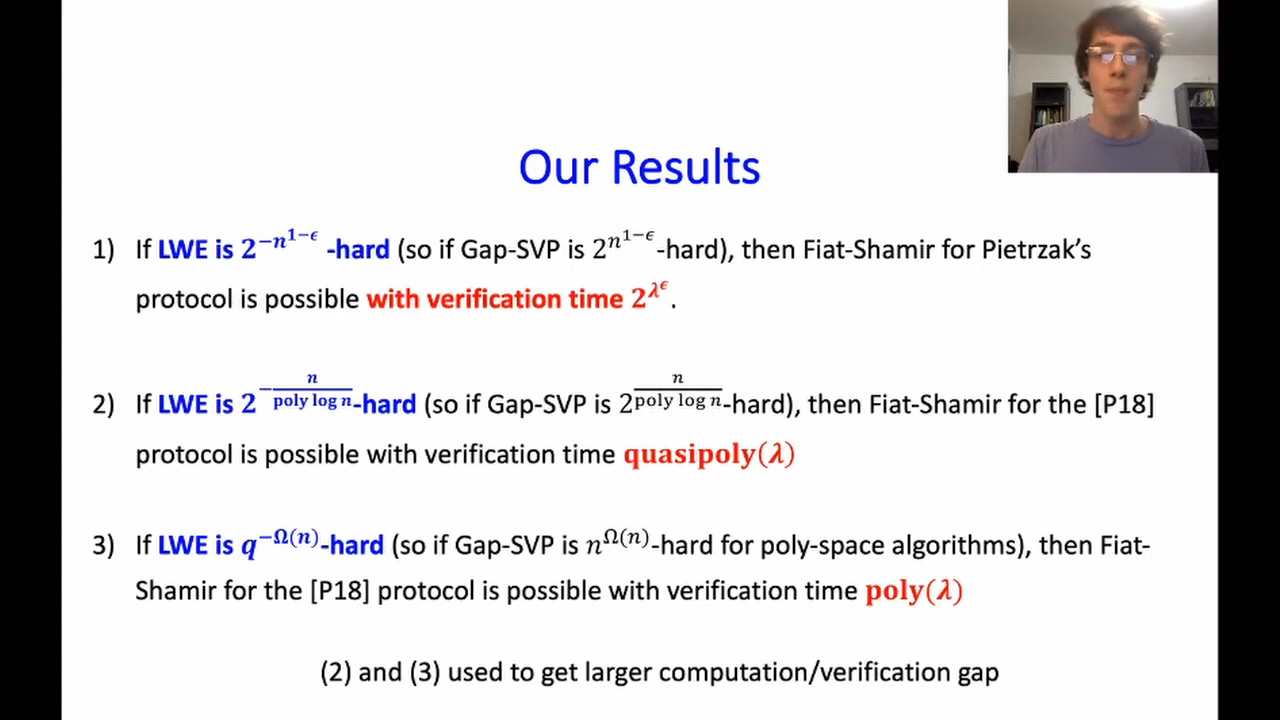 Our Results
1) If LWE is 2^{-n^{1-ϵ}} -hard (so if Gap-SVP is 2^{n^{1-ϵ}}-hard), then Fiat-Shamir for Pietrzak's
protocol is possible with verification time 2^{λ^ϵ}.
2) If LWE is 2^{-\frac{n}{poly log n}}-hard (so if Gap-SVP is 2^{\frac{n}{poly log n}}-hard), then Fiat-Shamir for the [P18]
protocol is possible with verification time quasipoly(λ)
3) If LWE is q^{-Ω(n)}-hard (so if Gap-SVP is n^{Ω(n)}-hard for poly-space algorithms), then Fiat-
Shamir for the [P18] protocol is possible with verification time poly(λ)
(2) and (3) used to get larger computation/verification gap